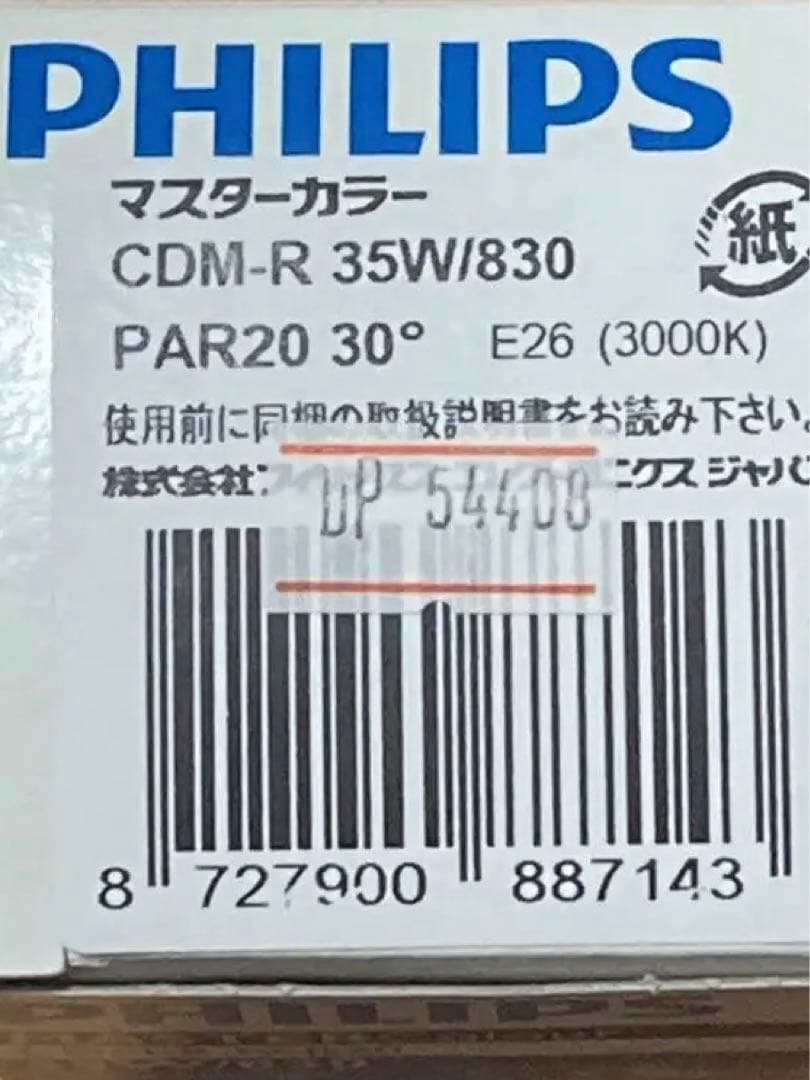 PHILIPS
マスターカラー
紙
CDM-R 35W/830
PAR20 30° E26 (3000K)
使用前に同梱の取扱説明書をお読み下さい。
株式会社 ニクス ジャパ
DP 54408
8 727900 887143